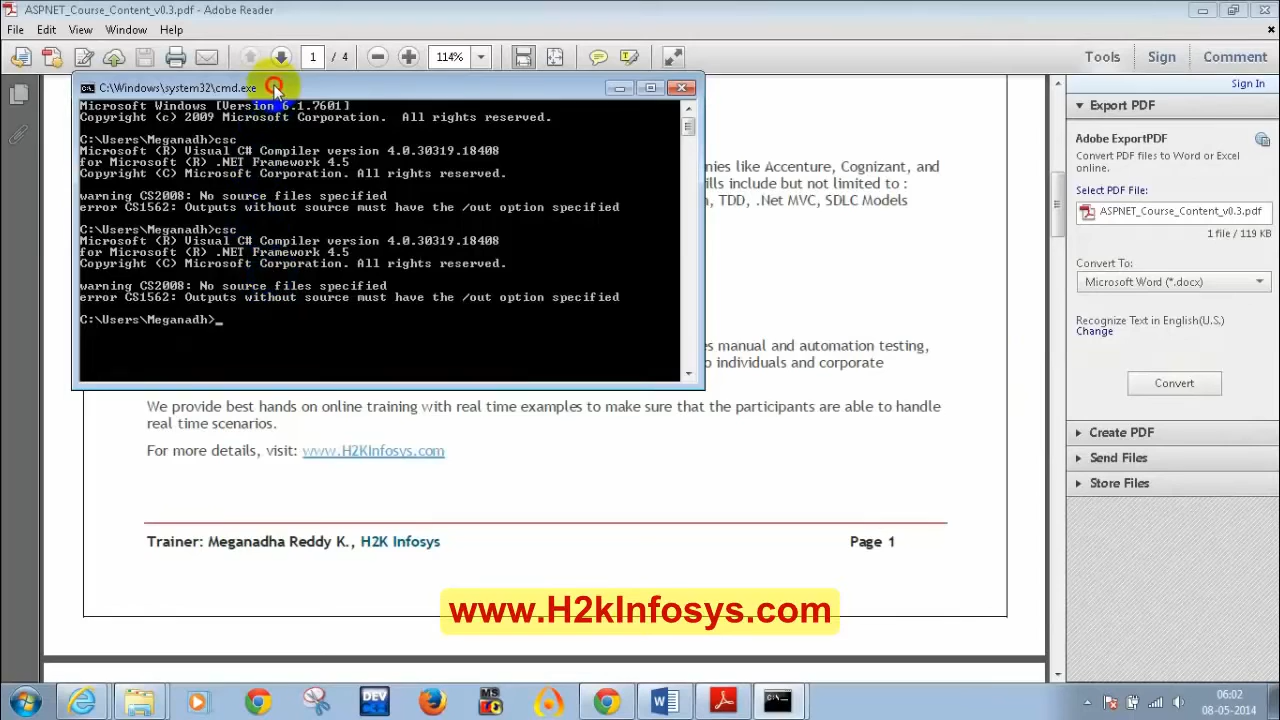 ASPNET_Course_Content_v0.3.pdf - Adobe Reader
File Edit View Window Help
1 / 4 114% Tools Sign Comment
C:\Windows\system32\cmd.exe
Microsoft Windows [Version 6.1.7601]
Copyright (c) 2009 Microsoft Corporation. All rights reserved.
C:\Users\Meganadh>csc
Microsoft (R) Visual C# Compiler version 4.0.30319.18408
for Microsoft (R) .NET Framework 4.5
Copyright (C) Microsoft Corporation. All rights reserved.
warning CS2008: No source files specified
error CS1562: Outputs without source must have the /out option specified
C:\Users\Meganadh>csc
Microsoft (R) Visual C# Compiler version 4.0.30319.18408
for Microsoft (R) .NET Framework 4.5
Copyright (C) Microsoft Corporation. All rights reserved.
warning CS2008: No source files specified
error CS1562: Outputs without source must have the /out option specified
C:\Users\Meganadh>_
nies like Accenture, Cognizant, and
ills include but not limited to :
, TDD, .Net MVC, SDLC Models
s manual and automation testing,
individuals and corporate
We provide best hands on online training with real time examples to make sure that the participants are able to handle
real time scenarios.
For more details, visit: www.H2KInfosys.com
Trainer: Meganadha Reddy K., H2K Infosys Page 1
www.H2kInfosys.com
Sign In
Export PDF
Adobe ExportPDF
Convert PDF files to Word or Excel
online.
Select PDF File:
ASPNET_Course_Content_v0.3.pdf
1 file / 119 KB
Convert To:
Microsoft Word (*.docx)
Recognize Text in English(U.S.)
Change
Convert
Create PDF
Send Files
Store Files
DEV
MS
06:02
08-05-2014